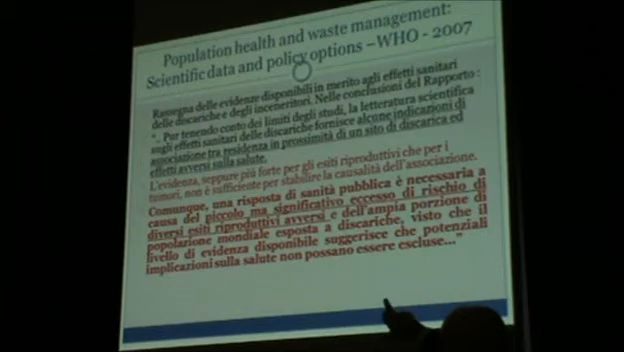 Population health and waste management:
Scientific data and policy options –WHO - 2007
Rassegna delle evidenze disponibili in merito agli effetti sanitari
delle discariche e degli inceneritori. Nelle conclusioni del Rapporto :
“.. Pur tenendo conto dei limiti degli studi, la letteratura scientifica
sugli effetti sanitari delle discariche fornisce alcune indicazioni di
associazione tra residenza in prossimità di un sito di discarica ed
effetti avversi sulla salute.
L'evidenza, seppure più forte per gli esiti riproduttivi che per i
tumori, non è sufficiente per stabilire la causalità dell'associazione.
Comunque, una risposta di sanità pubblica è necessaria a
causa del piccolo ma significativo eccesso di rischio di
diversi esiti riproduttivi avversi e dell'ampia porzione di
popolazione mondiale esposta a discariche, visto che il
livello di evidenza disponibile suggerisce che potenziali
implicazioni sulla salute non possano essere escluse...”